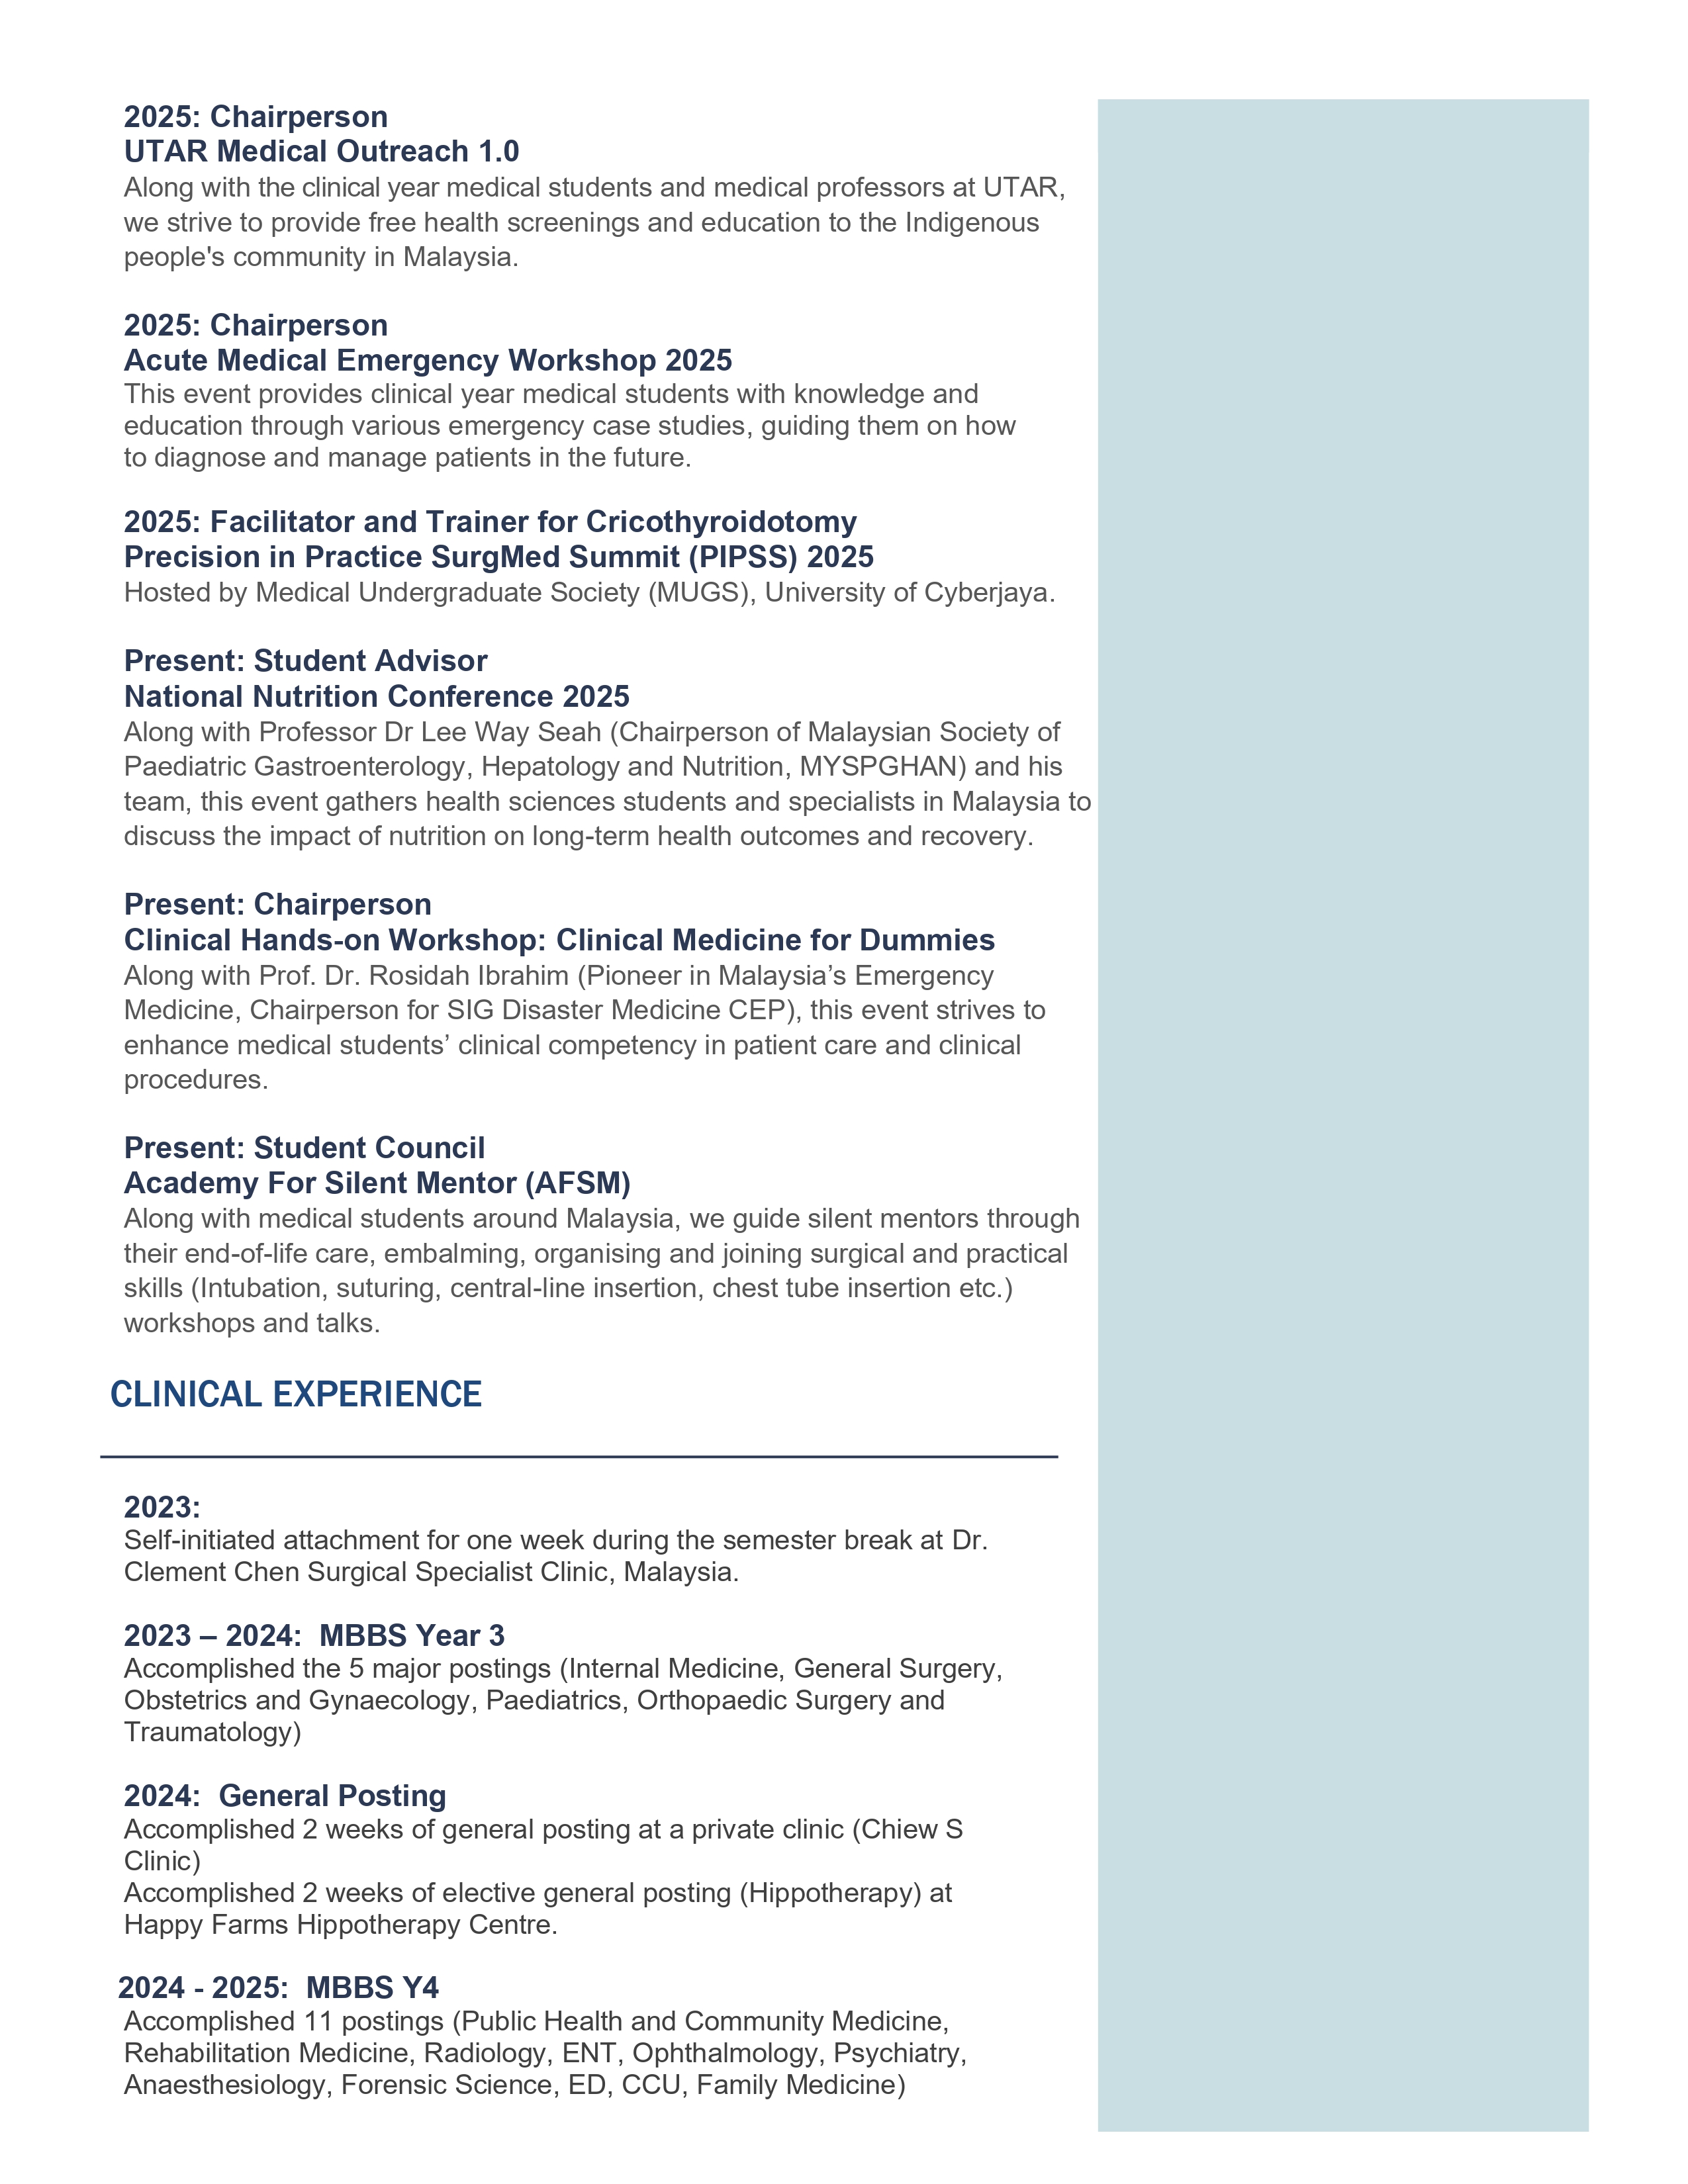 2025: Chairperson
UTAR Medical Outreach 1.0
Along with the clinical year medical students and medical professors at UTAR,
we strive to provide free health screenings and education to the Indigenous
people's community in Malaysia.
2025: Chairperson
Acute Medical Emergency Workshop 2025
This event provides clinical year medical students with knowledge and
education through various emergency case studies, guiding them on how
to diagnose and manage patients in the future.
2025: Facilitator and Trainer for Cricothyroidotomy
Precision in Practice SurgMed Summit (PIPSS) 2025
Hosted by Medical Undergraduate Society (MUGS), University of Cyberjaya.
Present: Student Advisor
National Nutrition Conference 2025
Along with Professor Dr Lee Way Seah (Chairperson of Malaysian Society of
Paediatric Gastroenterology, Hepatology and Nutrition, MYSPGHAN) and his
team, this event gathers health sciences students and specialists in Malaysia to
discuss the impact of nutrition on long-term health outcomes and recovery.
Present: Chairperson
Clinical Hands-on Workshop: Clinical Medicine for Dummies
Along with Prof. Dr. Rosidah Ibrahim (Pioneer in Malaysia’s Emergency
Medicine, Chairperson for SIG Disaster Medicine CEP), this event strives to
enhance medical students’ clinical competency in patient care and clinical
procedures.
Present: Student Council
Academy For Silent Mentor (AFSM)
Along with medical students around Malaysia, we guide silent mentors through
their end-of-life care, embalming, organising and joining surgical and practical
skills (Intubation, suturing, central-line insertion, chest tube insertion etc.)
workshops and talks.
CLINICAL EXPERIENCE
2023:
Self-initiated attachment for one week during the semester break at Dr.
Clement Chen Surgical Specialist Clinic, Malaysia.
2023 – 2024:  MBBS Year 3
Accomplished the 5 major postings (Internal Medicine, General Surgery,
Obstetrics and Gynaecology, Paediatrics, Orthopaedic Surgery and
Traumatology)
2024:  General Posting
Accomplished 2 weeks of general posting at a private clinic (Chiew S
Clinic)
Accomplished 2 weeks of elective general posting (Hippotherapy) at
Happy Farms Hippotherapy Centre.
2024 - 2025:  MBBS Y4
Accomplished 11 postings (Public Health and Community Medicine,
Rehabilitation Medicine, Radiology, ENT, Ophthalmology, Psychiatry,
Anaesthesiology, Forensic Science, ED, CCU, Family Medicine)